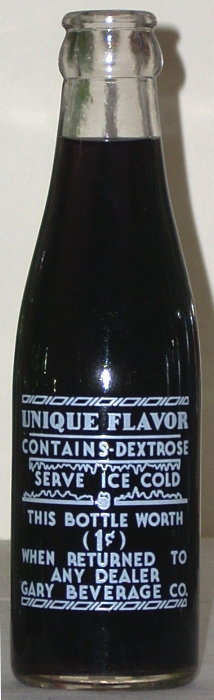 UNIQUE FLAVOR
CONTAINS-DEXTROSE
SERVE ICE COLD
THIS BOTTLE WORTH
(1¢)
WHEN RETURNED TO
ANY DEALER
GARY BEVERAGE CO.